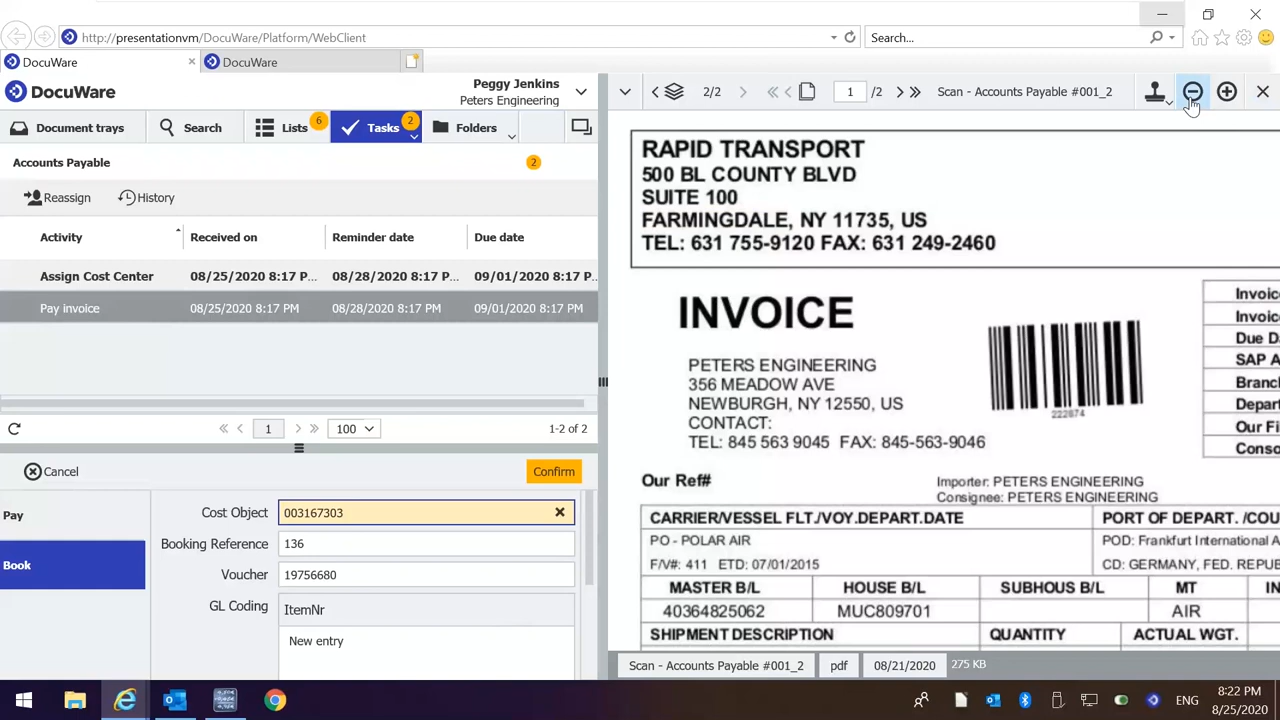 http://presentationvm/DocuWare/Platform/WebClient
Search...
DocuWare
DocuWare
DocuWare
Peggy Jenkins
Peters Engineering
Document trays
Search
Lists
6
Tasks
2
Folders
Accounts Payable
2
Reassign
History
Activity
Received on
Reminder date
Due date
Assign Cost Center
08/25/2020 8:17 P...
08/28/2020 8:17 P...
09/01/2020 8:17 P...
Pay invoice
08/25/2020 8:17 PM
08/28/2020 8:17 PM
09/01/2020 8:17 PM
1
100
1-2 of 2
Cancel
Confirm
Pay
Book
Cost Object
003167303
Booking Reference
136
Voucher
19756680
GL Coding
ItemNr
New entry
2/2
1
/2
Scan - Accounts Payable #001_2
RAPID TRANSPORT
500 BL COUNTY BLVD
SUITE 100
FARMINGDALE, NY 11735, US
TEL: 631 755-9120 FAX: 631 249-2460
INVOICE
PETERS ENGINEERING
356 MEADOW AVE
NEWBURGH, NY 12550, US
CONTACT:
TEL: 845 563 9045 FAX: 845-563-9046
222874
Invoic
Invoic
Due D
SAP A
Branc
Depar
Our Fi
Conso
Our Ref#
Importer: PETERS ENGINEERING
Consignee: PETERS ENGINEERING
CARRIER/VESSEL FLT./VOY.DEPART.DATE
PORT OF DEPART. /COU
PO - POLAR AIR
POD: Frankfurt International A
F/V#: 411 ETD: 07/01/2015
CD: GERMANY, FED. REPUE
MASTER B/L
HOUSE B/L
SUBHOUS B/L
MT
IN
40364825062
MUC809701
AIR
SHIPMENT DESCRIPTION
QUANTITY
ACTUAL WGT.
Scan - Accounts Payable #001_2
pdf
08/21/2020
275 KB
ENG
8:22 PM
8/25/2020